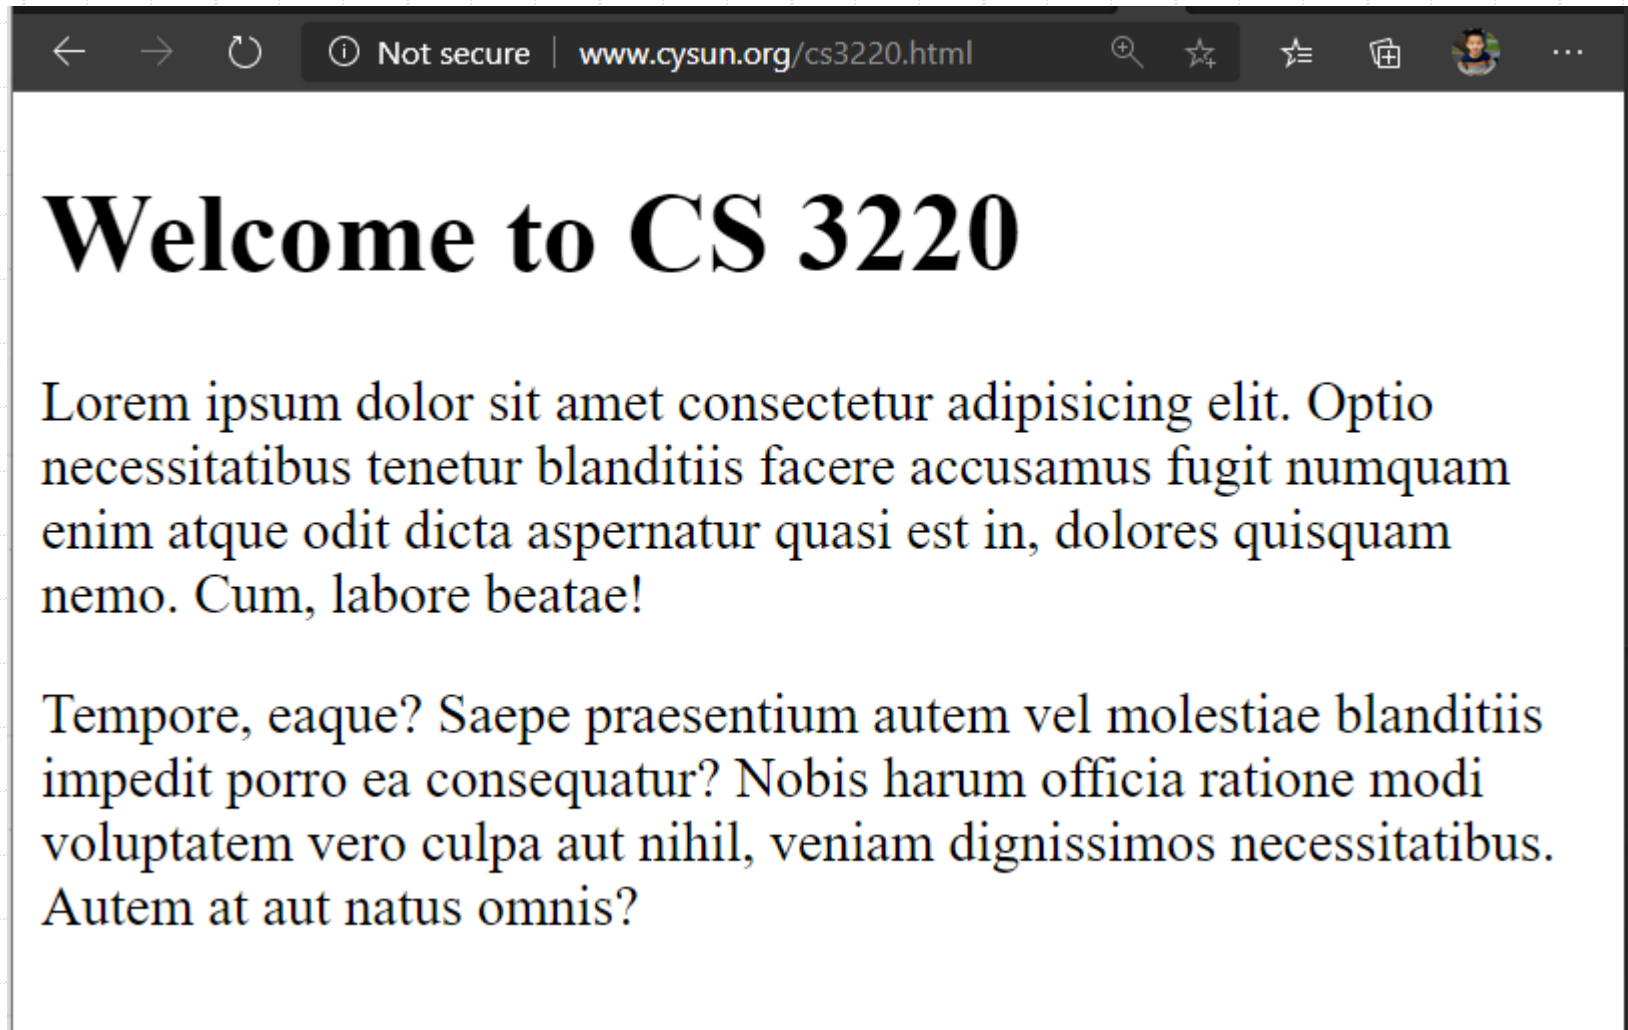 Not secure www.cysun.org/cs3220.html
Welcome to CS 3220
Lorem ipsum dolor sit amet consectetur adipisicing elit. Optio
necessitatibus tenetur blanditiis facere accusamus fugit numquam
enim atque odit dicta aspernatur quasi est in, dolores quisquam
nemo. Cum, labore beatae!
Tempore, eaque? Saepe praesentium autem vel molestiae blanditiis
impedit porro ea consequatur? Nobis harum officia ratione modi
voluptatem vero culpa aut nihil, veniam dignissimos necessitatibus.
Autem at aut natus omnis?